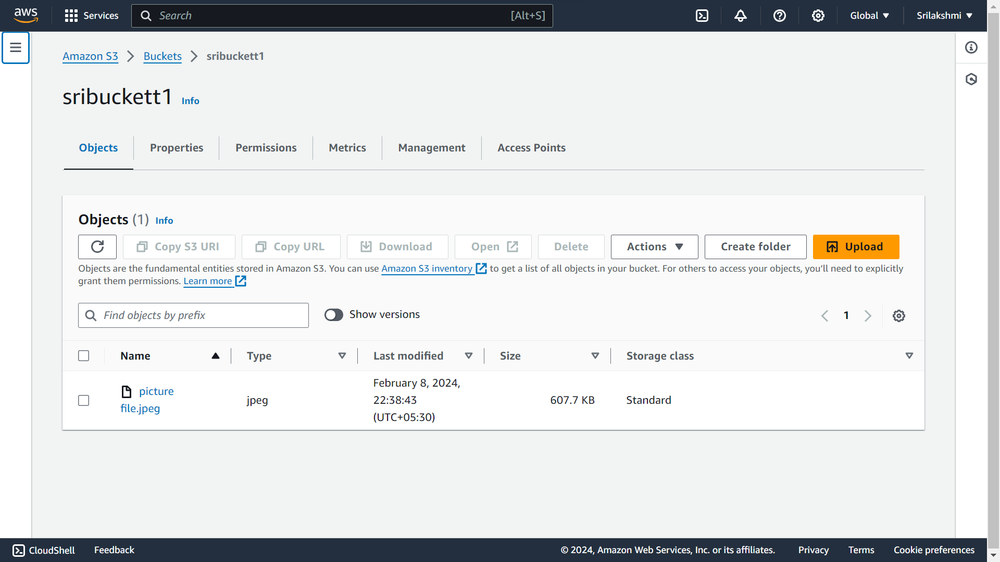 aws Services Search [Alt+S] Global Srilakshmi
Amazon S3 Buckets sribuckett1
sribuckett1 Info
Objects Properties Permissions Metrics Management Access Points
Objects (1) Info
Copy S3 URI Copy URL Download Open Delete Actions Create folder Upload
Objects are the fundamental entities stored in Amazon S3. You can use Amazon S3 inventory to get a list of all objects in your bucket. For others to access your objects, you’ll need to explicitly
grant them permissions. Learn more
Find objects by prefix Show versions 1
Name Type Last modified Size Storage class
picture file.jpeg jpeg February 8, 2024, 22:38:43 (UTC+05:30) 607.7 KB Standard
CloudShell Feedback © 2024, Amazon Web Services, Inc. or its affiliates. Privacy Terms Cookie preferences